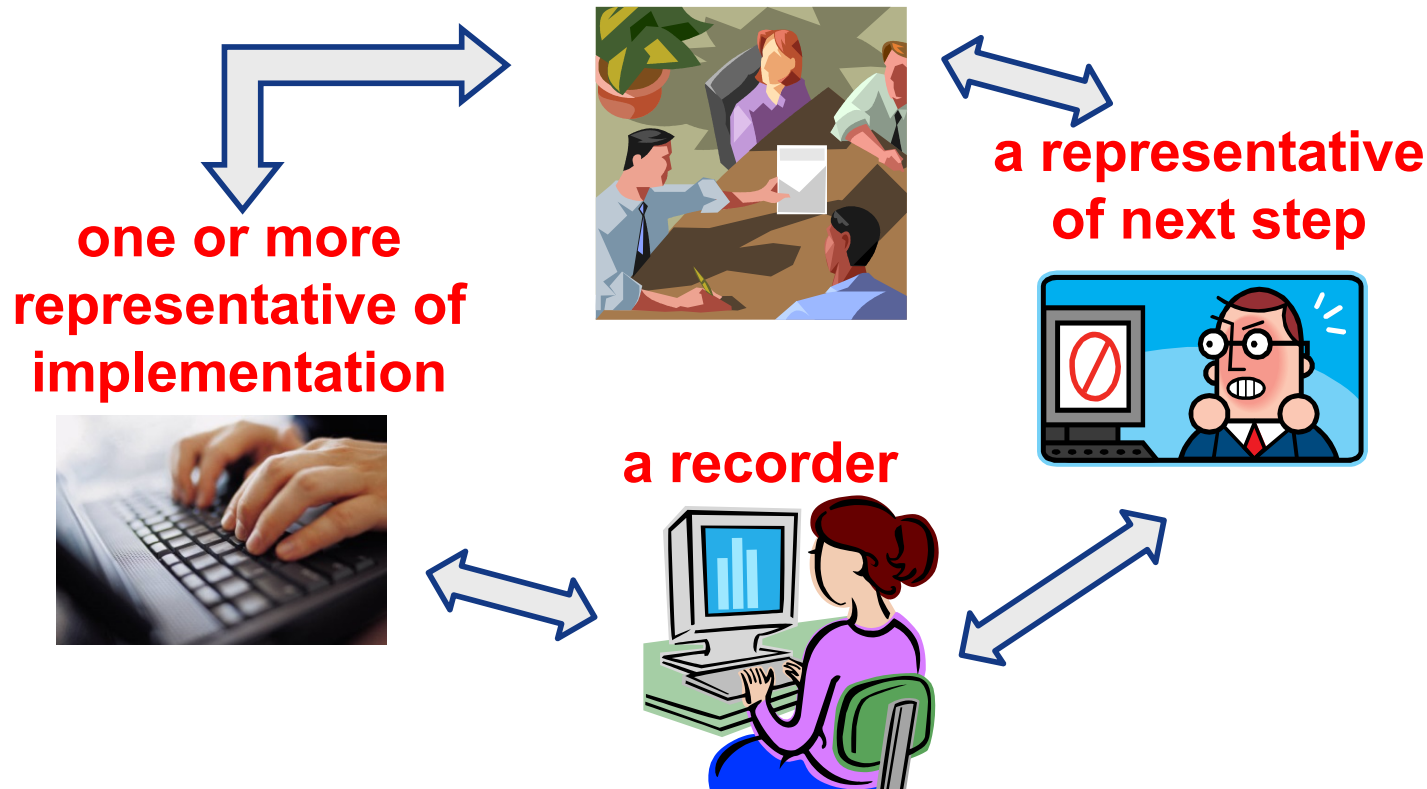 a representative
of next step
one or more
representative of
implementation
a recorder